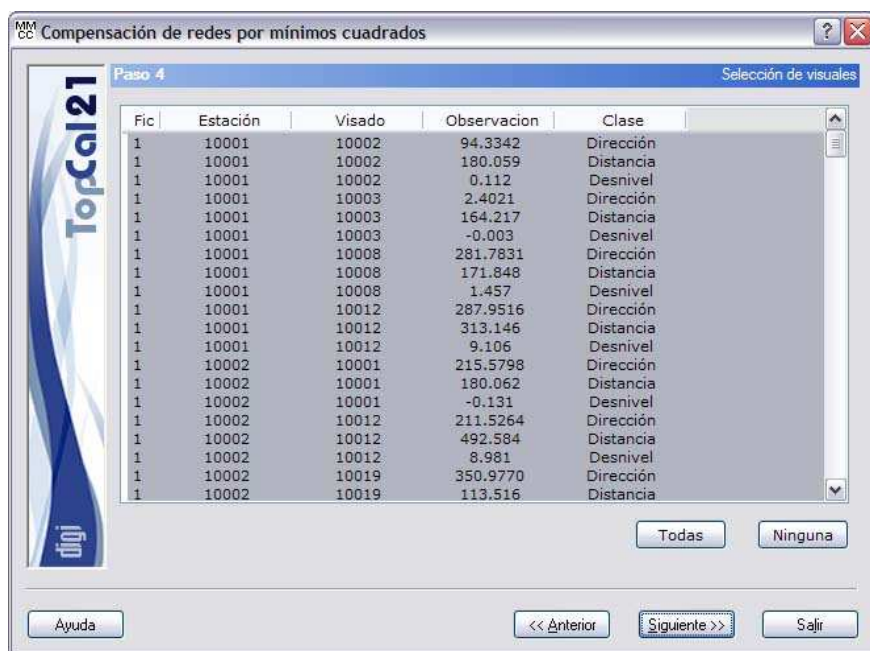 MM
CC
Compensación de redes por mínimos cuadrados
TopCal21
digi
Paso 4
Selección de visuales
Fic Estación Visado Observacion Clase
1 10001 10002 94.3342 Dirección
1 10001 10002 180.059 Distancia
1 10001 10002 0.112 Desnivel
1 10001 10003 2.4021 Dirección
1 10001 10003 164.217 Distancia
1 10001 10003 -0.003 Desnivel
1 10001 10008 281.7831 Dirección
1 10001 10008 171.848 Distancia
1 10001 10008 1.457 Desnivel
1 10001 10012 287.9516 Dirección
1 10001 10012 313.146 Distancia
1 10001 10012 9.106 Desnivel
1 10002 10001 215.5798 Dirección
1 10002 10001 180.062 Distancia
1 10002 10001 -0.131 Desnivel
1 10002 10012 211.5264 Dirección
1 10002 10012 492.584 Distancia
1 10002 10012 8.981 Desnivel
1 10002 10019 350.9770 Dirección
1 10002 10019 113.516 Distancia
Todas Ninguna
Ayuda << Anterior Siguiente >> Salir